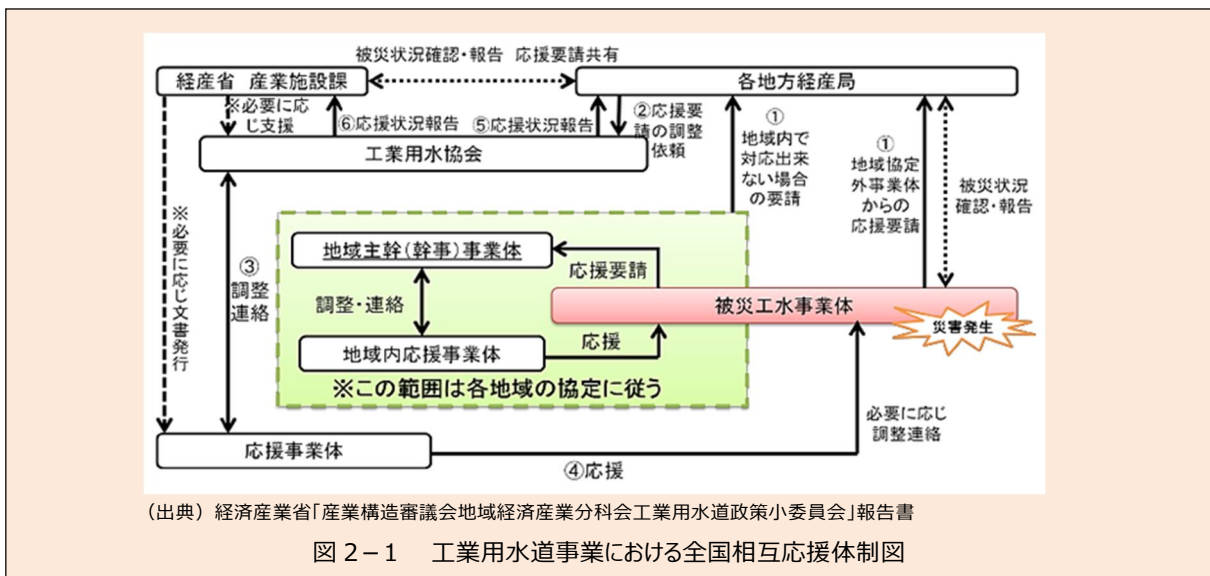 被災状況確認・報告　応援要請共有
経産省 産業施設課
各地方経産局
※必要に応
じ支援
⑥応援状況報告
⑤応援状況報告
②応援要
請の調整
依頼
工業用水協会
①
地域内で
対応出来
ない場合
の要請
①
地域協定
外事業体
からの
応援要請
被災状況
確認・報告
※必要に応じ文書発行
③
調整
連絡
地域主幹(幹事)事業体
応援要請
調整・連絡
被災工水事業体
災害発生
地域内応援事業体
応援
※この範囲は各地域の協定に従う
必要に応じ
調整連絡
応援事業体
④応援
（出典）経済産業省「産業構造審議会地域経済産業分科会工業用水道政策小委員会」報告書
図 2－1　工業用水道事業における全国相互応援体制図